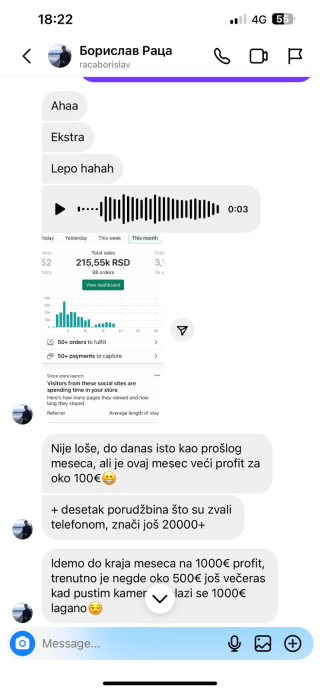 18:22
4G
55
Борислав Раца
racaborislav
Ahaa
Ekstra
Lepo hahah
0:03
Yesterday
This week
This month
Total sales
52
215,55k RSD
3,
98 orders
View dashboard
50+ orders to fulfill
50+ payments to capture
Since store launch
Visitors from these social sites are
spending time in your store
Here's how many pages they viewed and how
long they stayed.
Referrer
Average length of stay
Nije loše, do danas isto kao prošlog
meseca, ali je ovaj mesec veći profit za
oko 100€😁
+ desetak porudžbina što su zvali
telefonom, znači još 20000+
Idemo do kraja meseca na 1000€ profit,
trenutno je negde oko 500€ još večeras
kad pustim se 1000€
lagano😌
Message...